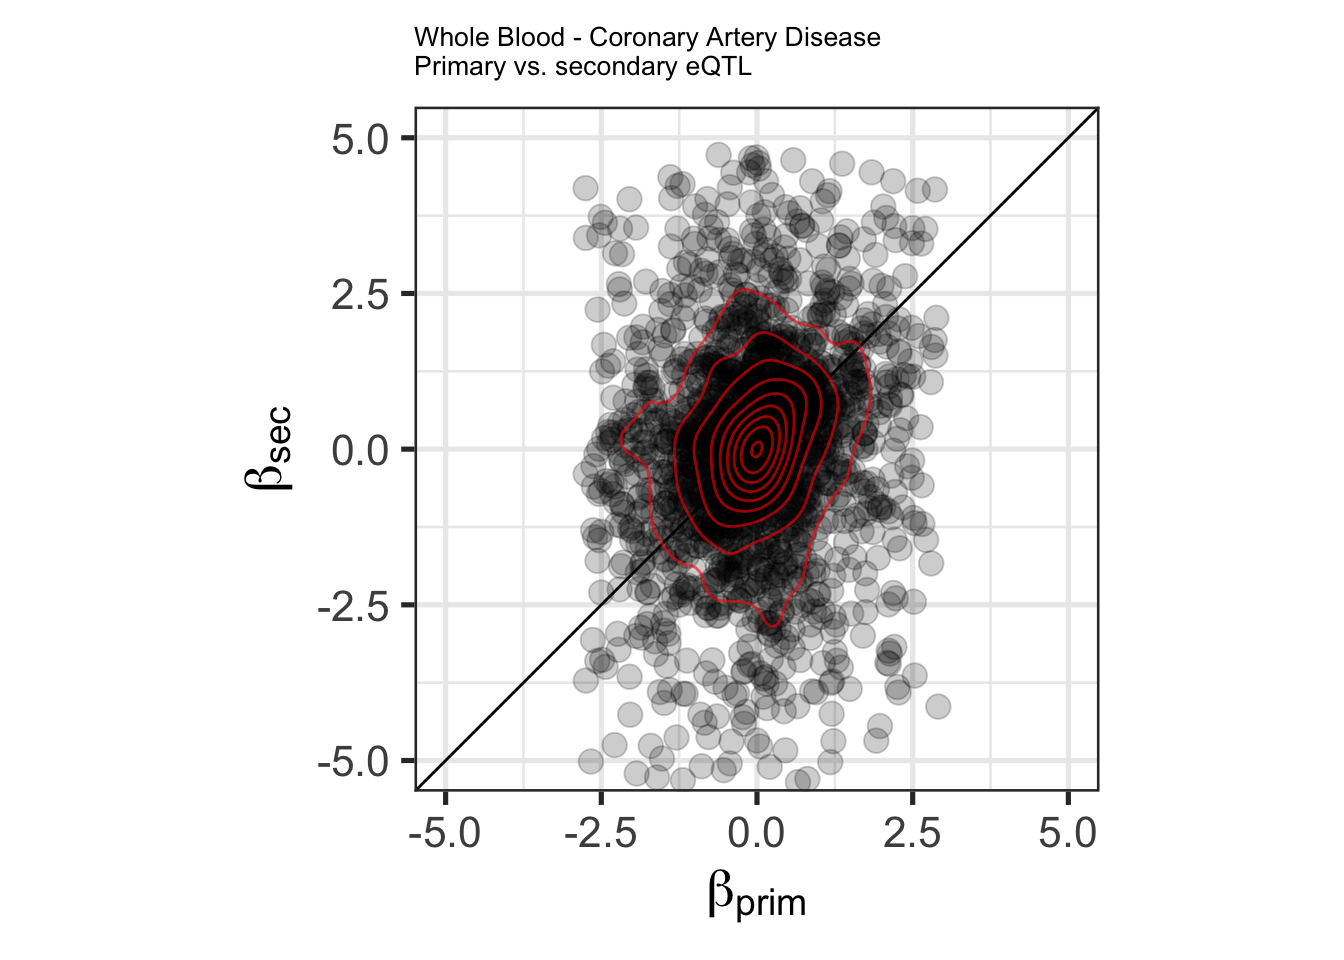 Whole Blood - Coronary Artery Disease
Primary vs. secondary eQTL
5.0
2.5
0.0
-2.5
-5.0
βsec
-5.0 -2.5 0.0 2.5 5.0
βprim